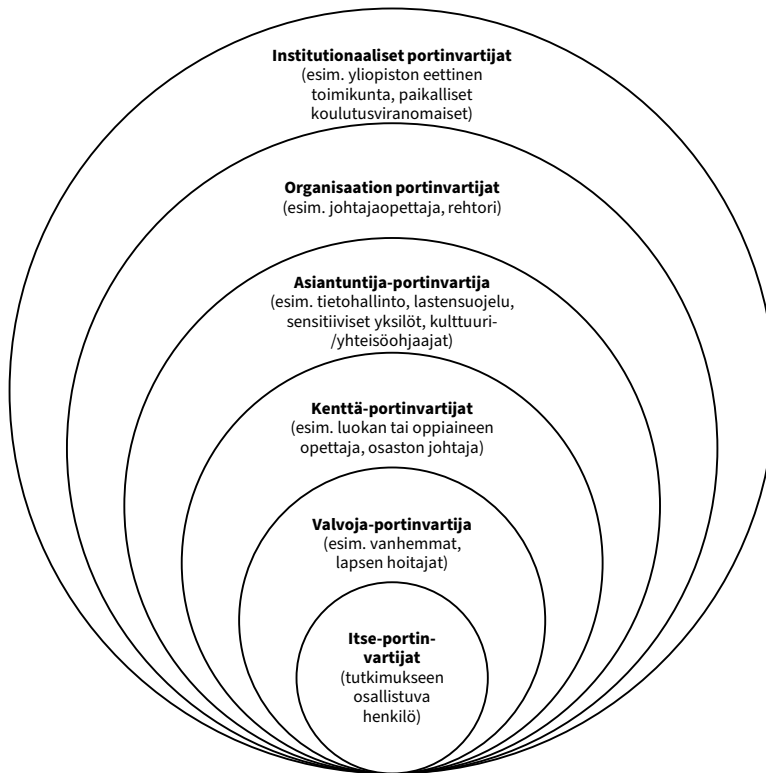 Institutionaaliset portinvartijat
(esim. yliopiston eettinen
toimikunta, paikalliset
koulutusviranomaiset)
Organisaation portinvartijat
(esim. johtajaopettaja, rehtori)
Asiantuntija-portinvartija
(esim. tietohallinto, lastensuojelu,
sensitiiviset yksilöt, kulttuuri-
/yhteisöohjaajat)
Kenttä-portinvartijat
(esim. luokan tai oppiaineen
opettaja, osaston johtaja)
Valvoja-portinvartija
(esim. vanhemmat,
lapsen hoitajat)
Itse-portin-
vartijat
(tutkimukseen
osallistuva
henkilö)